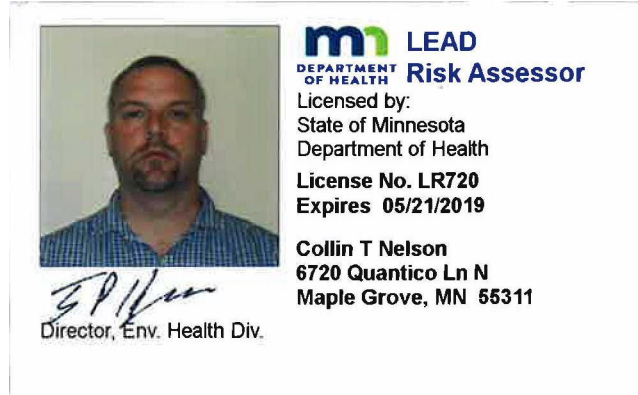 mn LEAD
DEPARTMENT OF HEALTH Risk Assessor
Licensed by:
State of Minnesota
Department of Health
License No. LR720
Expires 05/21/2019
Collin T Nelson
6720 Quantico Ln N
Maple Grove, MN 55311
Director, Env. Health Div.